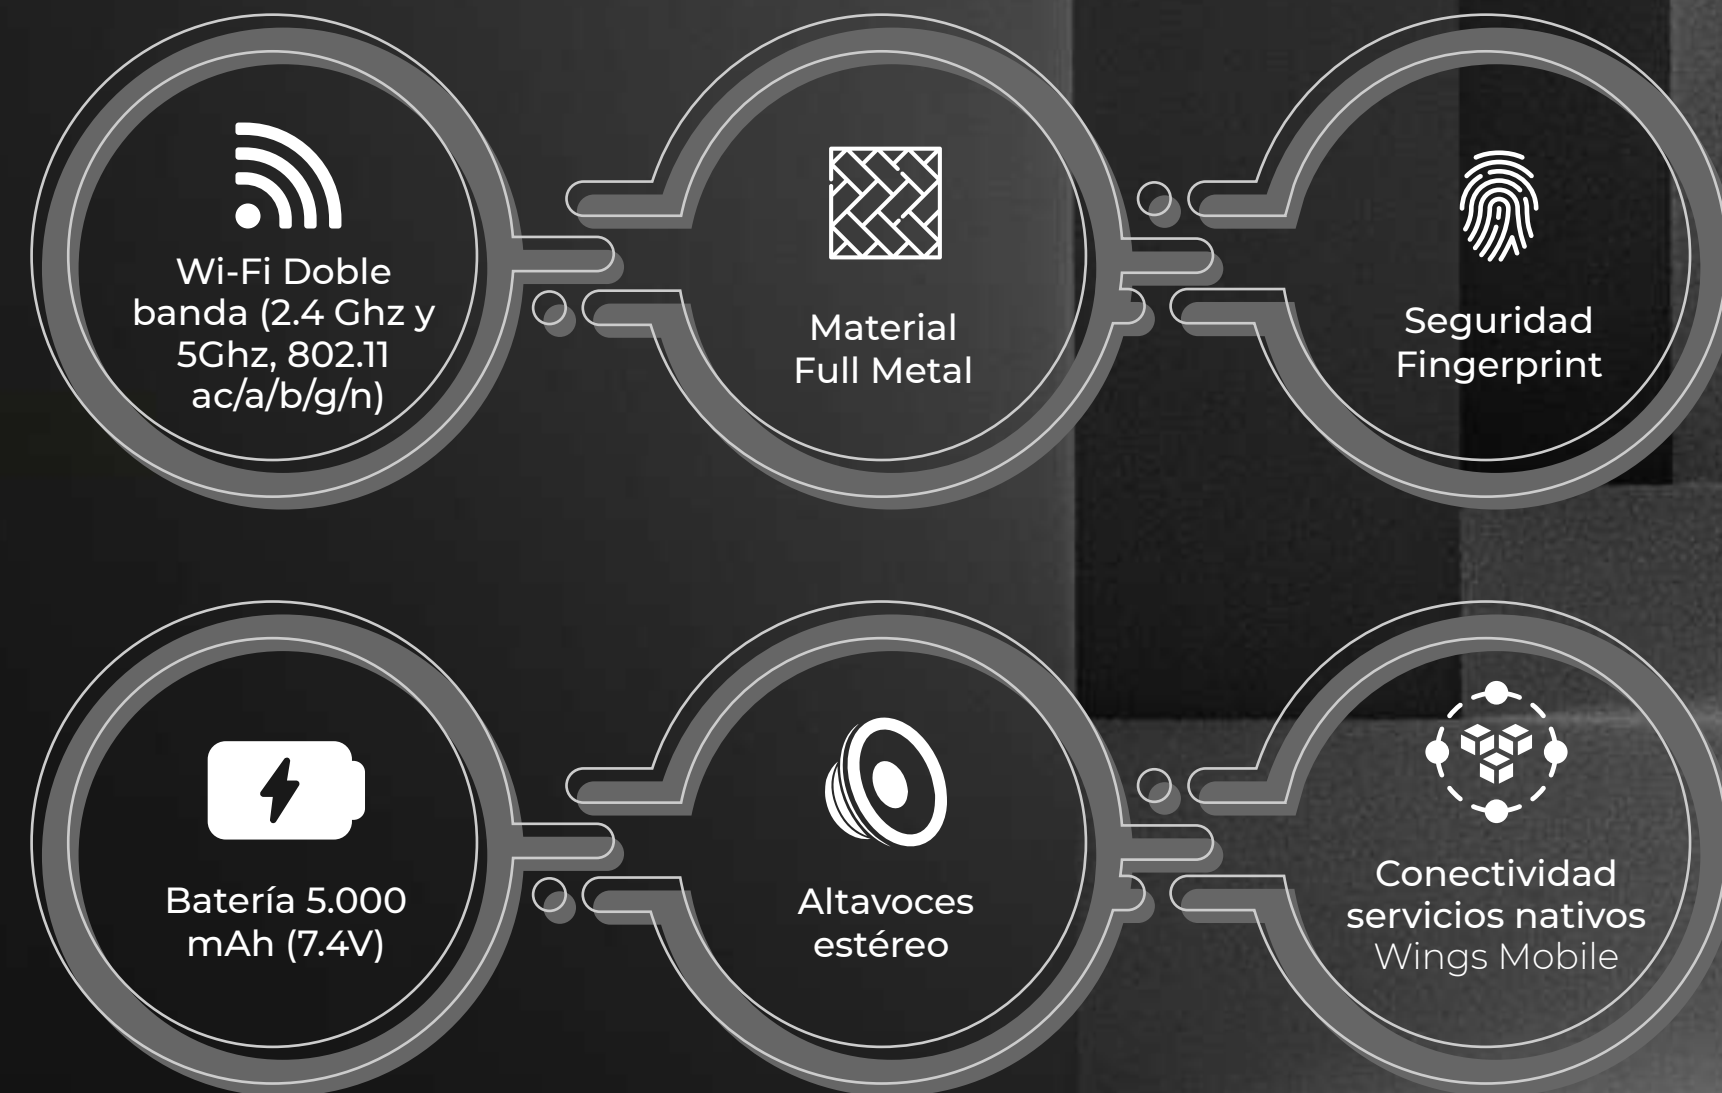 Wi-Fi Doble
banda (2.4 Ghz y
5Ghz, 802.11
ac/a/b/g/n)
Material
Full Metal
Seguridad
Fingerprint
Batería 5.000
mAh (7.4V)
Altavoces
estéreo
Conectividad
servicios nativos
Wings Mobile